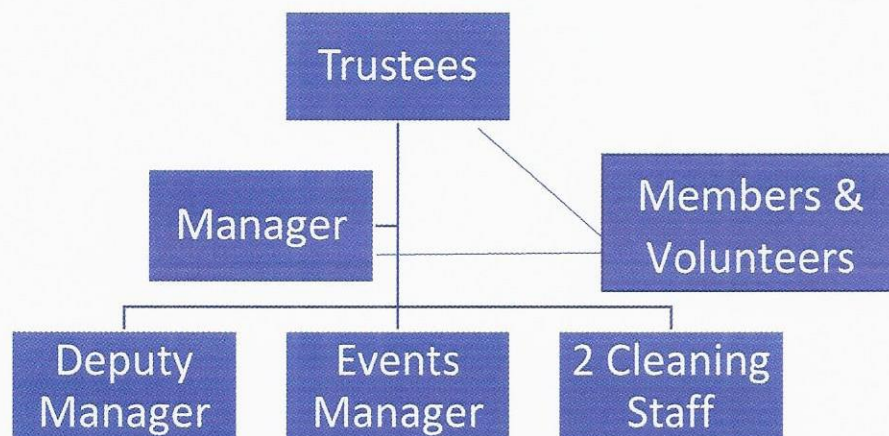 Trustees
Manager
Members &
Volunteers
Deputy
Manager
Events
Manager
2 Cleaning
Staff